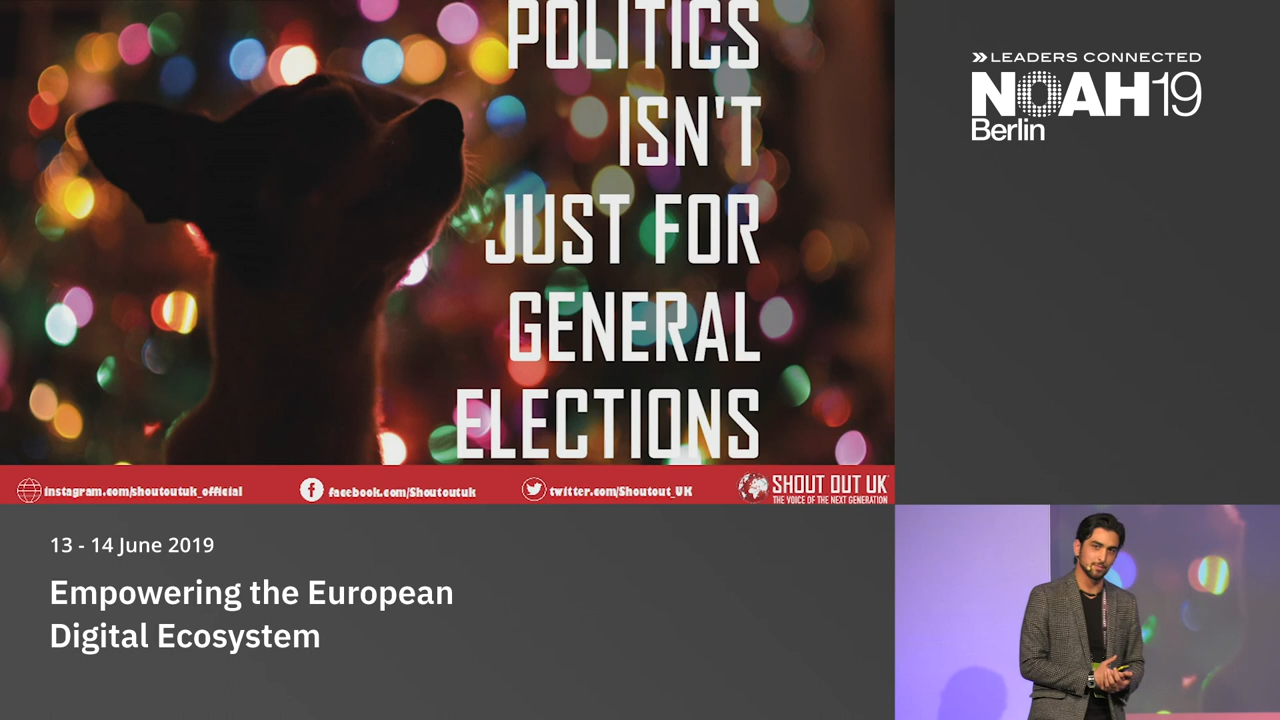 POLITICS
ISN'T
JUST FOR
GENERAL
ELECTIONS
instagram.com/shoutoutuk_official
facebook.com/Shoutoutuk
twitter.com/Shoutout_UK
SHOUT OUT UK
THE VOICE OF THE NEXT GENERATION
LEADERS CONNECTED
NOAH19
Berlin
13 - 14 June 2019
Empowering the European
Digital Ecosystem